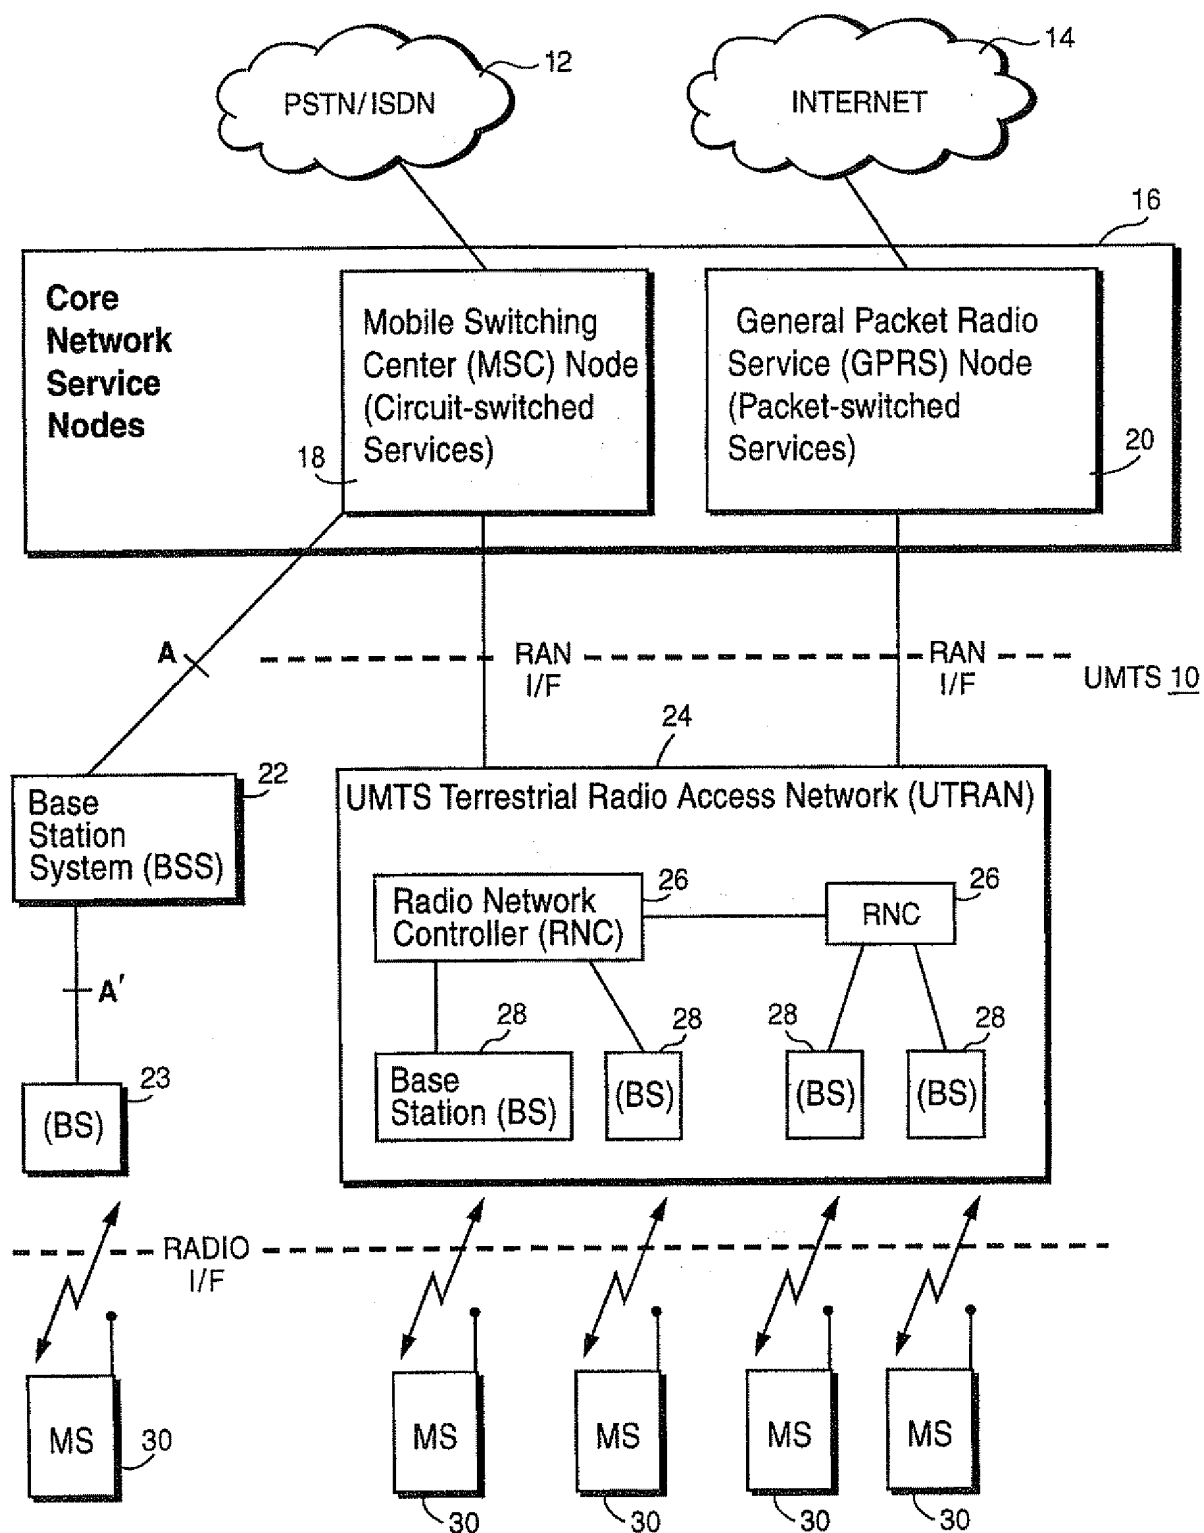 12
14
PSTN/ISDN
INTERNET
16
Core
Network
Service
Nodes
Mobile Switching
Center (MSC) Node
(Circuit-switched
Services)
18
General Packet Radio
Service (GPRS) Node
(Packet-switched
Services)
20
A
RAN
I/F
RAN
I/F
UMTS 10
24
22
Base
Station
System (BSS)
UMTS Terrestrial Radio Access Network (UTRAN)
26
Radio Network
Controller (RNC)
26
RNC
A'
28
28
28
28
Base
Station (BS)
(BS)
(BS)
(BS)
23
(BS)
RADIO
I/F
MS
30
MS
30
MS
30
MS
30
MS
30